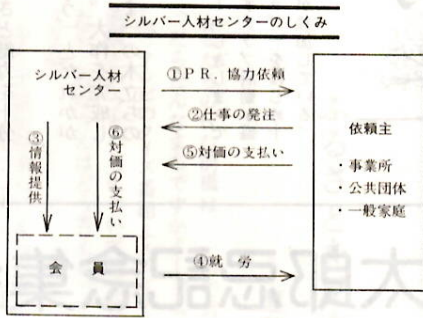 シルバー人材センターのしくみ
シルバー人材
センター
①ＰＲ．協力依頼
②仕事の発注
⑤対価の支払い
③情報提供
⑥対価の支払い
会員
④就労
依頼主
・事業所
・公共団体
・一般家庭